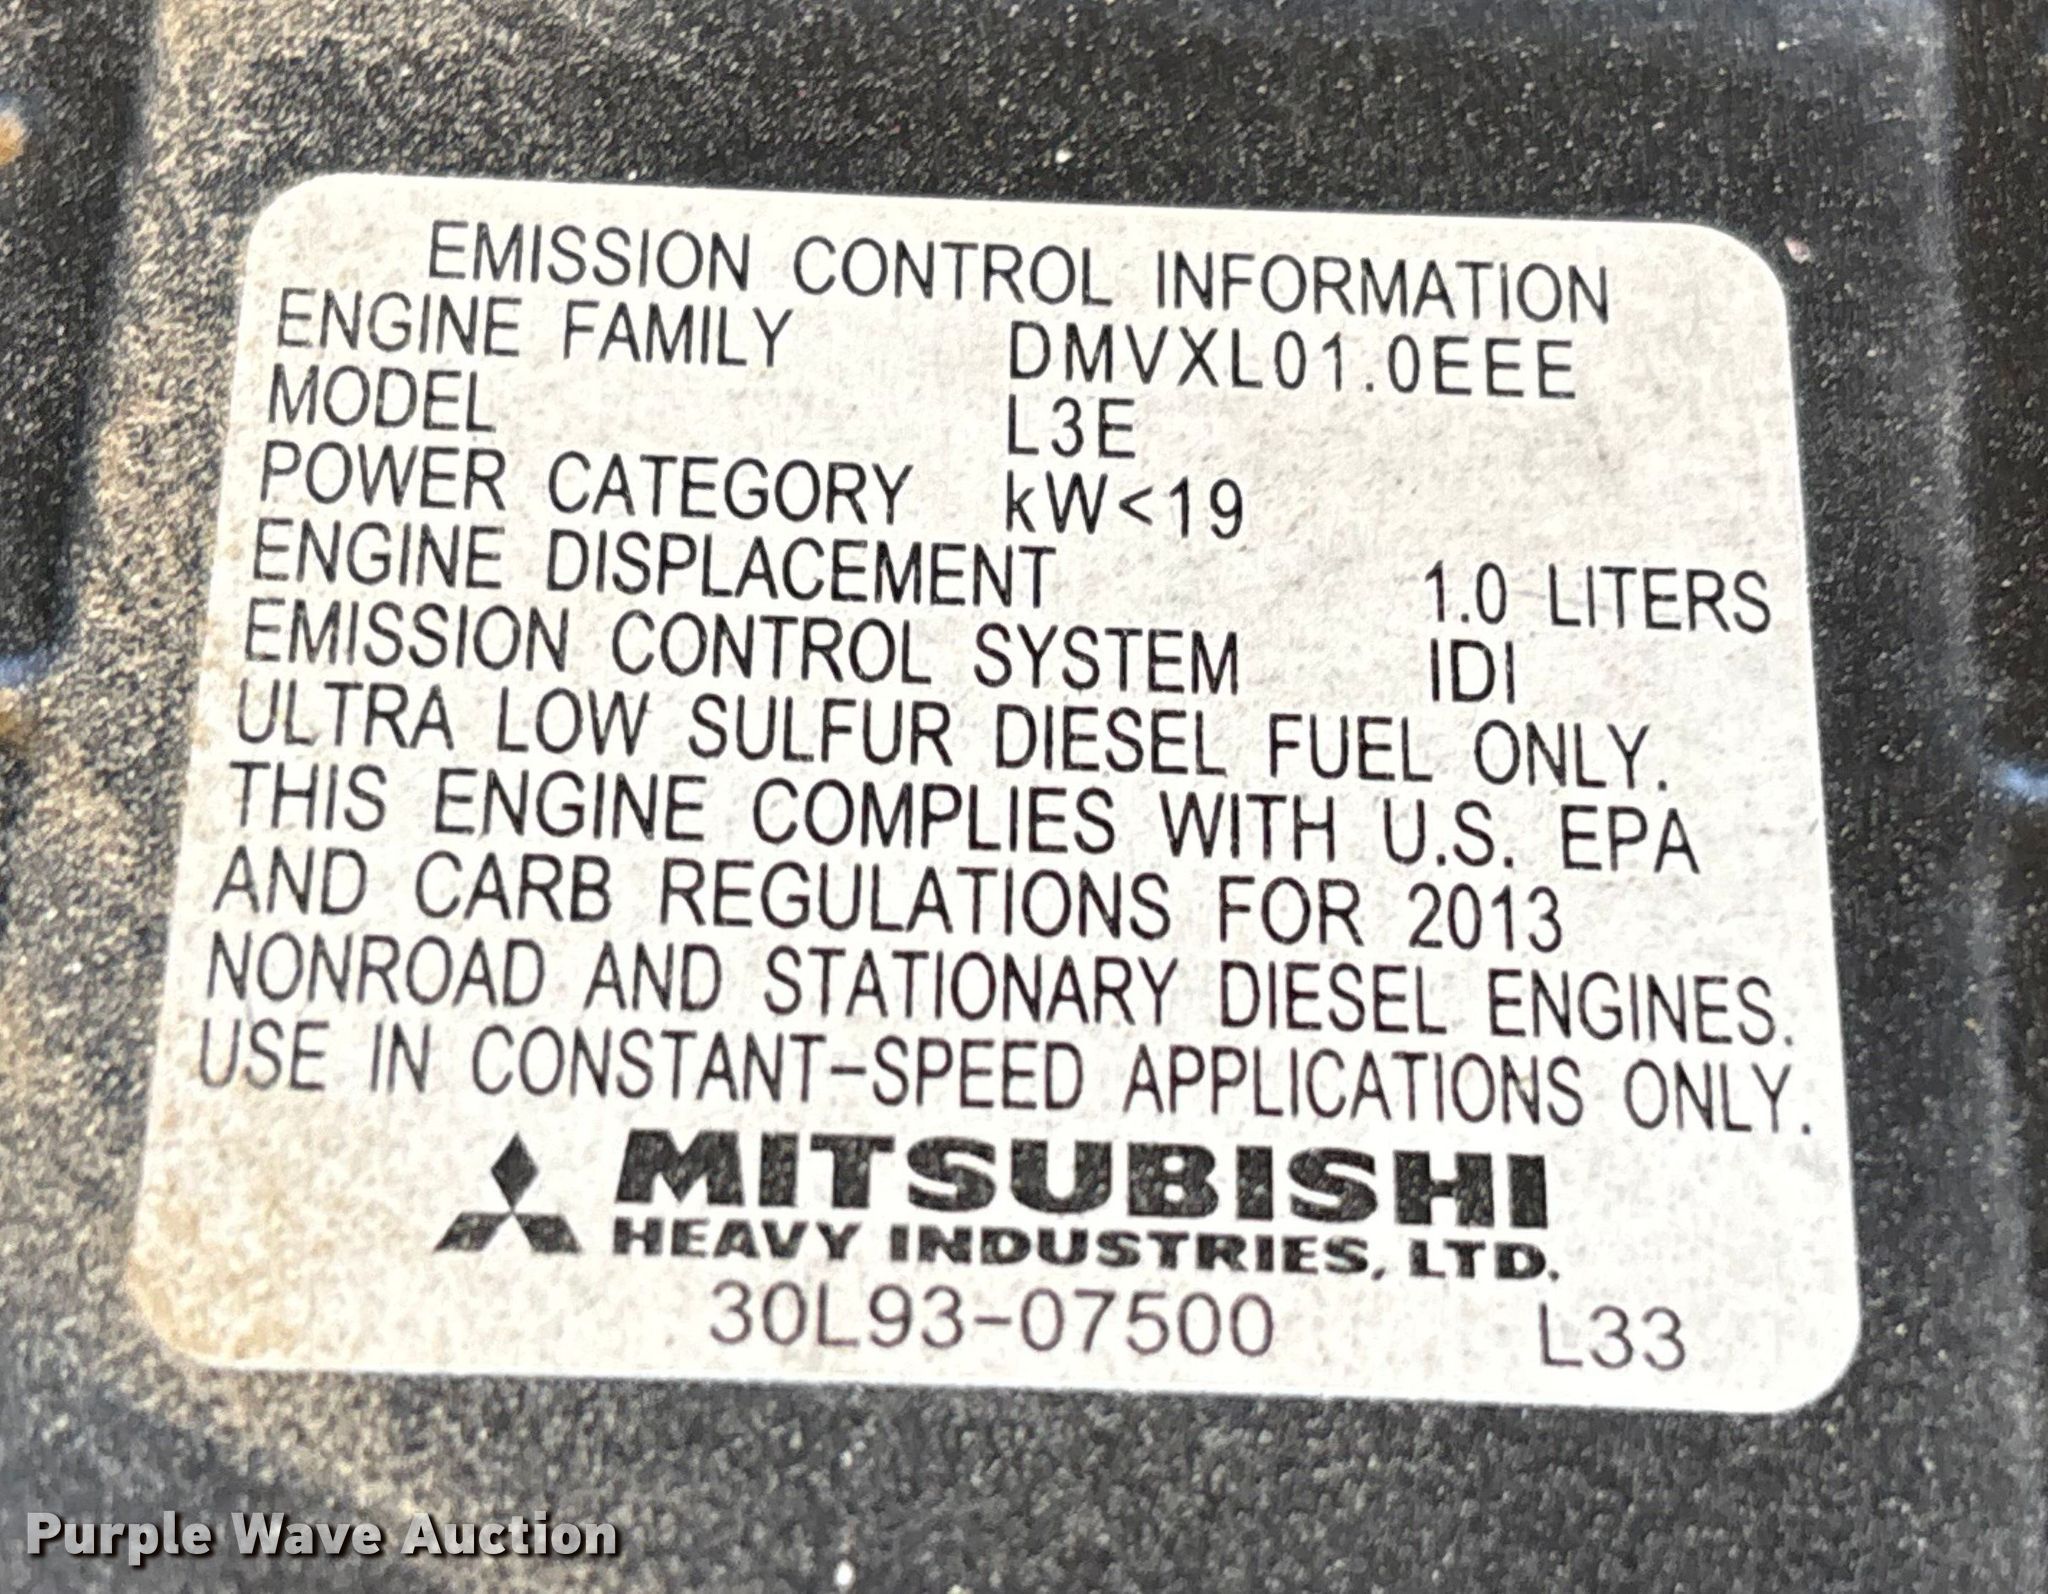 EMISSION CONTROL INFORMATION
ENGINE FAMILY DMVXL01.0EEE
MODEL L3E
POWER CATEGORY kW<19
ENGINE DISPLACEMENT 1.0 LITERS
EMISSION CONTROL SYSTEM IDI
ULTRA LOW SULFUR DIESEL FUEL ONLY.
THIS ENGINE COMPLIES WITH U.S. EPA
AND CARB REGULATIONS FOR 2013
NONROAD AND STATIONARY DIESEL ENGINES.
USE IN CONSTANT-SPEED APPLICATIONS ONLY.
MITSUBISHI
HEAVY INDUSTRIES, LTD.
30L93-07500 L33
Purple Wave Auction